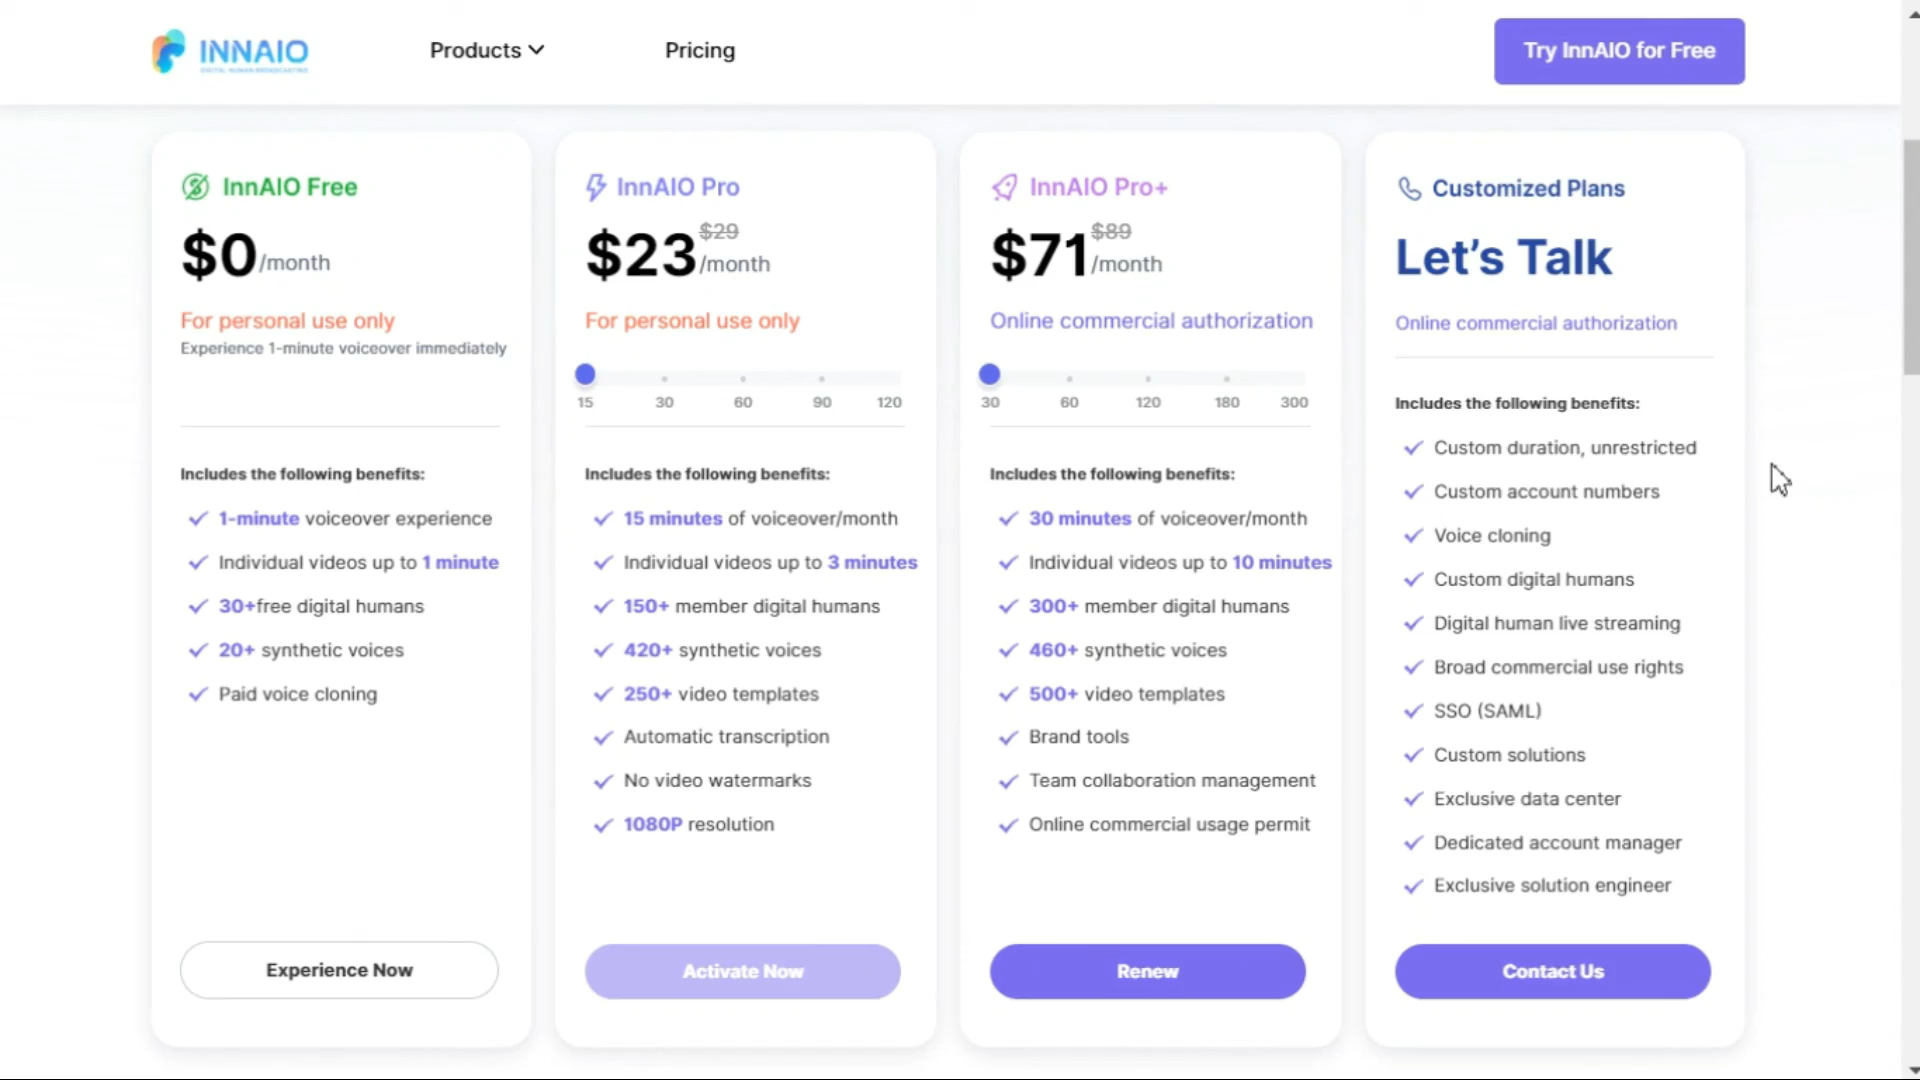 INNAIO
DIGITAL HUMAN BROADCASTING
Products
Pricing
Try InnAIO for Free
InnAIO Free
$0/month
For personal use only
Experience 1-minute voiceover immediately
Includes the following benefits:
1-minute voiceover experience
Individual videos up to 1 minute
30+free digital humans
20+ synthetic voices
Paid voice cloning
Experience Now
InnAIO Pro
$23 $29 /month
For personal use only
15 30 60 90 120
Includes the following benefits:
15 minutes of voiceover/month
Individual videos up to 3 minutes
150+ member digital humans
420+ synthetic voices
250+ video templates
Automatic transcription
No video watermarks
1080P resolution
Activate Now
InnAIO Pro+
$71 $89 /month
Online commercial authorization
30 60 120 180 300
Includes the following benefits:
30 minutes of voiceover/month
Individual videos up to 10 minutes
300+ member digital humans
460+ synthetic voices
500+ video templates
Brand tools
Team collaboration management
Online commercial usage permit
Renew
Customized Plans
Let's Talk
Online commercial authorization
Includes the following benefits:
Custom duration, unrestricted
Custom account numbers
Voice cloning
Custom digital humans
Digital human live streaming
Broad commercial use rights
SSO (SAML)
Custom solutions
Exclusive data center
Dedicated account manager
Exclusive solution engineer
Contact Us